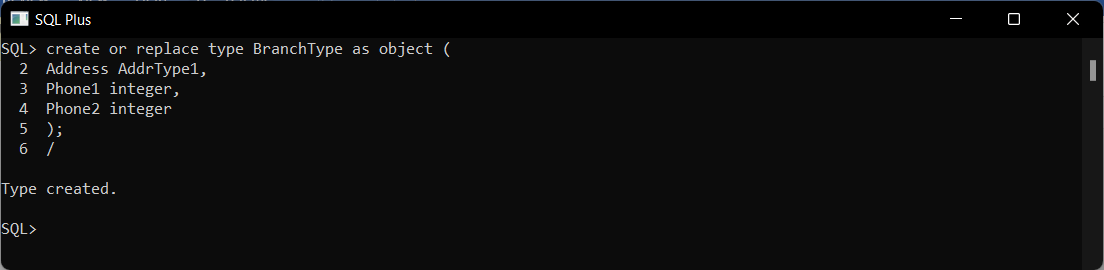 SQL Plus
SQL> create or replace type BranchType as object (
2 Address AddrType1,
3 Phone1 integer,
4 Phone2 integer
5 );
6 /
Type created.
SQL>